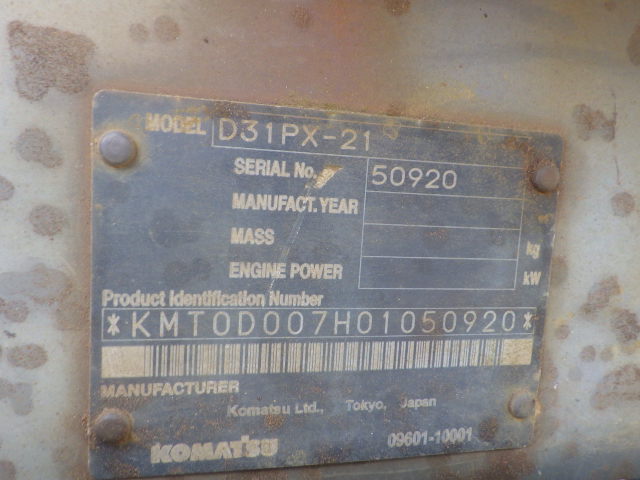 MODEL D31PX-21
SERIAL No. 50920
MANUFACT. YEAR
MASS kg
ENGINE POWER kW
Product Identification Number
*KMT0D007H01050920*
MANUFACTURER
Komatsu Ltd., Tokyo, Japan
KOMATSU 09601-10001